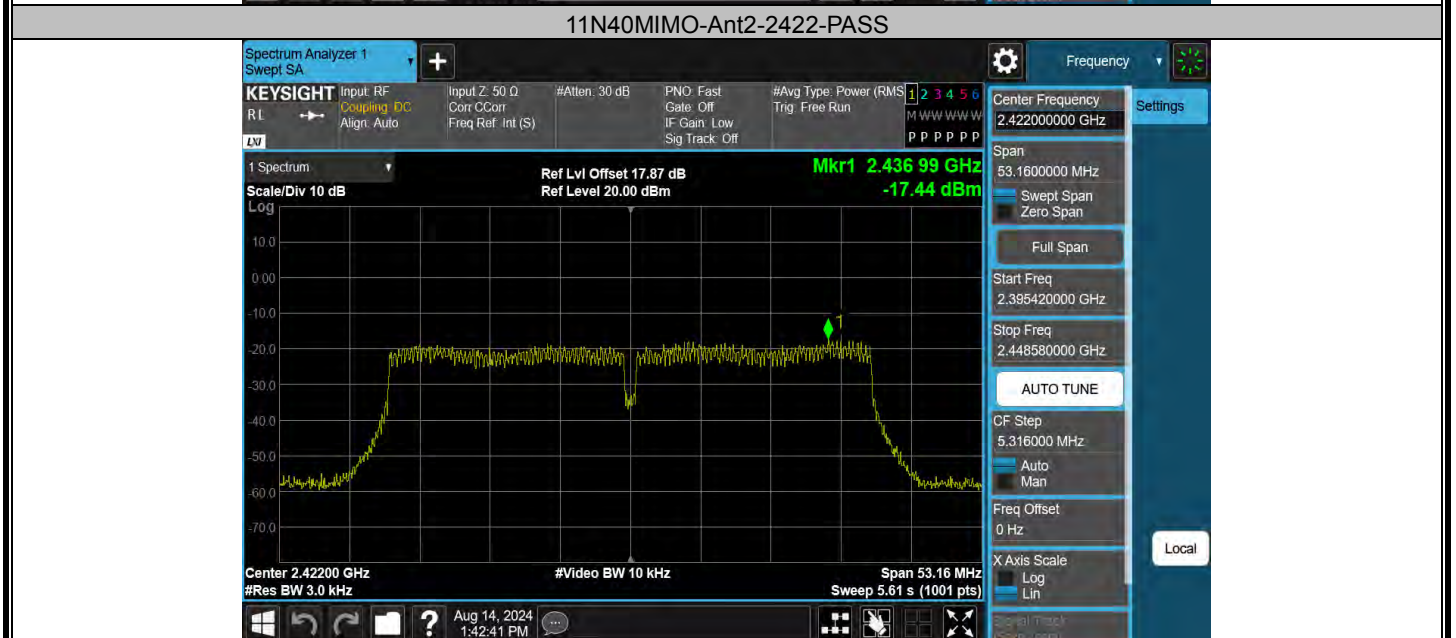 11N40MIMO-Ant2-2422-PASS
Spectrum Analyzer 1
Swept SA
+
Frequency
KEYSIGHT
RL
LXI
Input: RF
Coupling: DC
Align: Auto
Input Z: 50 Ω
Corr CCorr
Freq Ref: Int (S)
#Atten: 30 dB
PNO: Fast
Gate: Off
IF Gain: Low
Sig Track: Off
#Avg Type: Power (RMS
Trig: Free Run
1 2 3 4 5 6
M W W W W W
P P P P P P
Center Frequency
2.422000000 GHz
Settings
1 Spectrum
Scale/Div 10 dB
Log
Ref Lvl Offset 17.87 dB
Ref Level 20.00 dBm
Mkr1 2.436 99 GHz
-17.44 dBm
Span
53.1600000 MHz
Swept Span
Zero Span
Full Span
Start Freq
2.395420000 GHz
Stop Freq
2.448580000 GHz
AUTO TUNE
CF Step
5.316000 MHz
Auto
Man
Freq Offset
0 Hz
X Axis Scale
Log
Lin
Local
10.0
0.00
-10.0
-20.0
-30.0
-40.0
-50.0
-60.0
-70.0
1
Center 2.42200 GHz
#Res BW 3.0 kHz
#Video BW 10 kHz
Span 53.16 MHz
Sweep 5.61 s (1001 pts)
?
Aug 14, 2024
1:42:41 PM
Signal Track